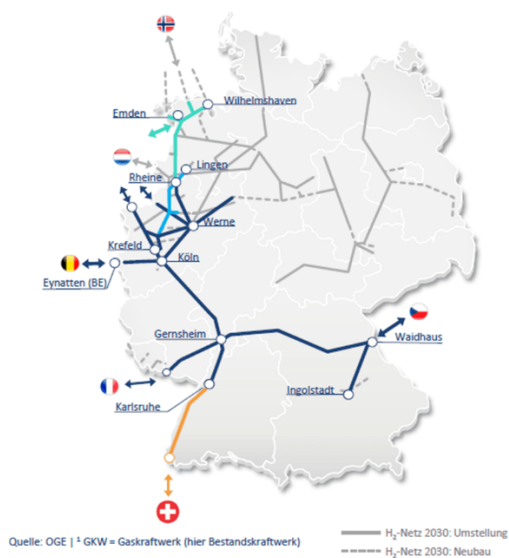 Wilhelmshaven
Emden
Lingen
Rheine
Werne
Krefeld
Köln
Eynatten (BE)
Gernsheim
Waidhaus
Ingolstadt
Karlsruhe
H₂-Netz 2030: Umstellung
Quelle: OGE | ¹ GKW = Gaskraftwerk (hier Bestandskraftwerk)
H₂-Netz 2030: Neubau